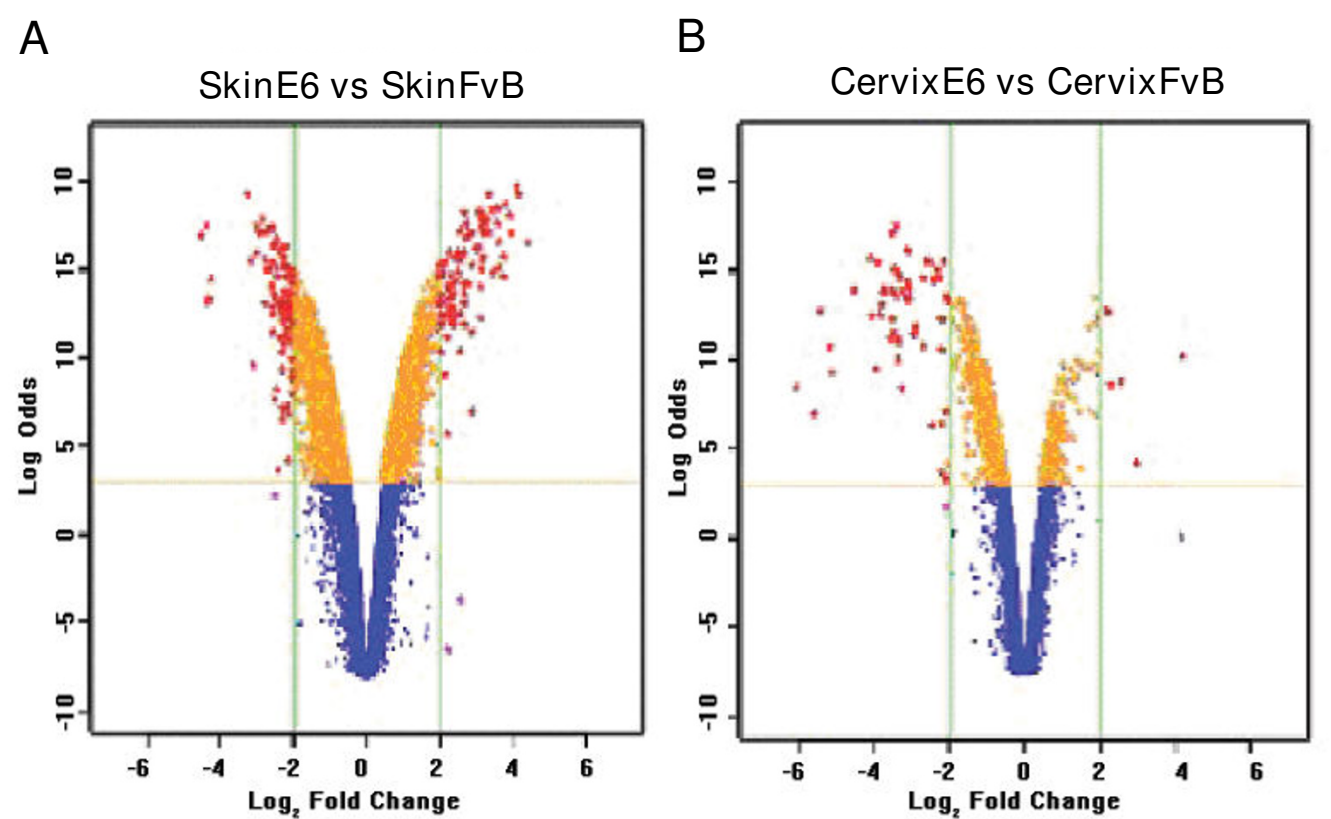 A
SkinE6 vs SkinFvB
10
15
10
5
0
-5
-10
Log Odds
-6 -4 -2 0 2 4 6
Log2 Fold Change
B
CervixE6 vs CervixFvB
10
15
10
5
0
-5
-10
Log Odds
-6 -4 -2 0 2 4 6
Log2 Fold Change